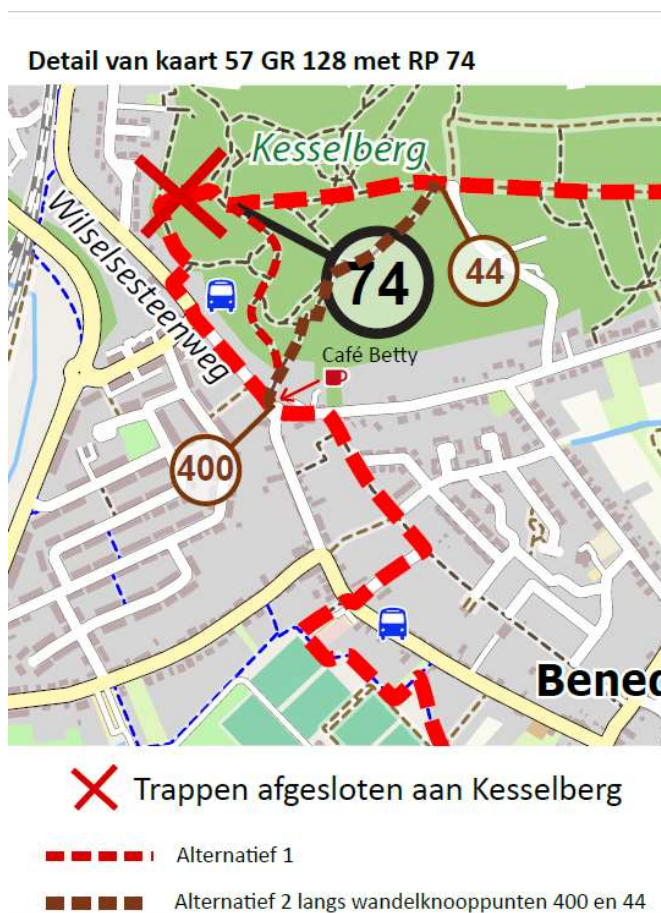 Detail van kaart 57 GR 128 met RP 74
Kesselberg
Wilselsesteenweg
74
44
Café Betty
400
Bened
Trappen afgesloten aan Kesselberg
Alternatief 1
Alternatief 2 langs wandelknooppunten 400 en 44